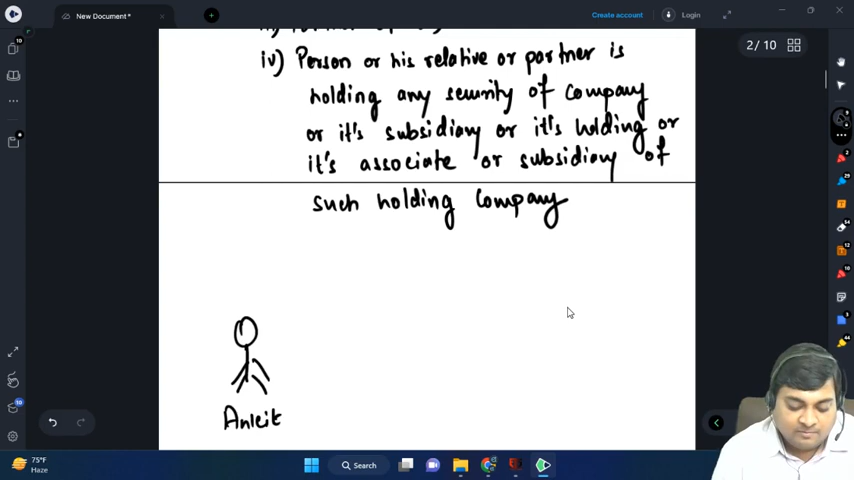 New Document*
Create account
Login
2/10
iv) Person or his relative or partner is
holding any security of company
or it's subsidiary or it's holding or
it's associate or subsidiary of
such holding Company
Ankit
75°F
Haze
Search